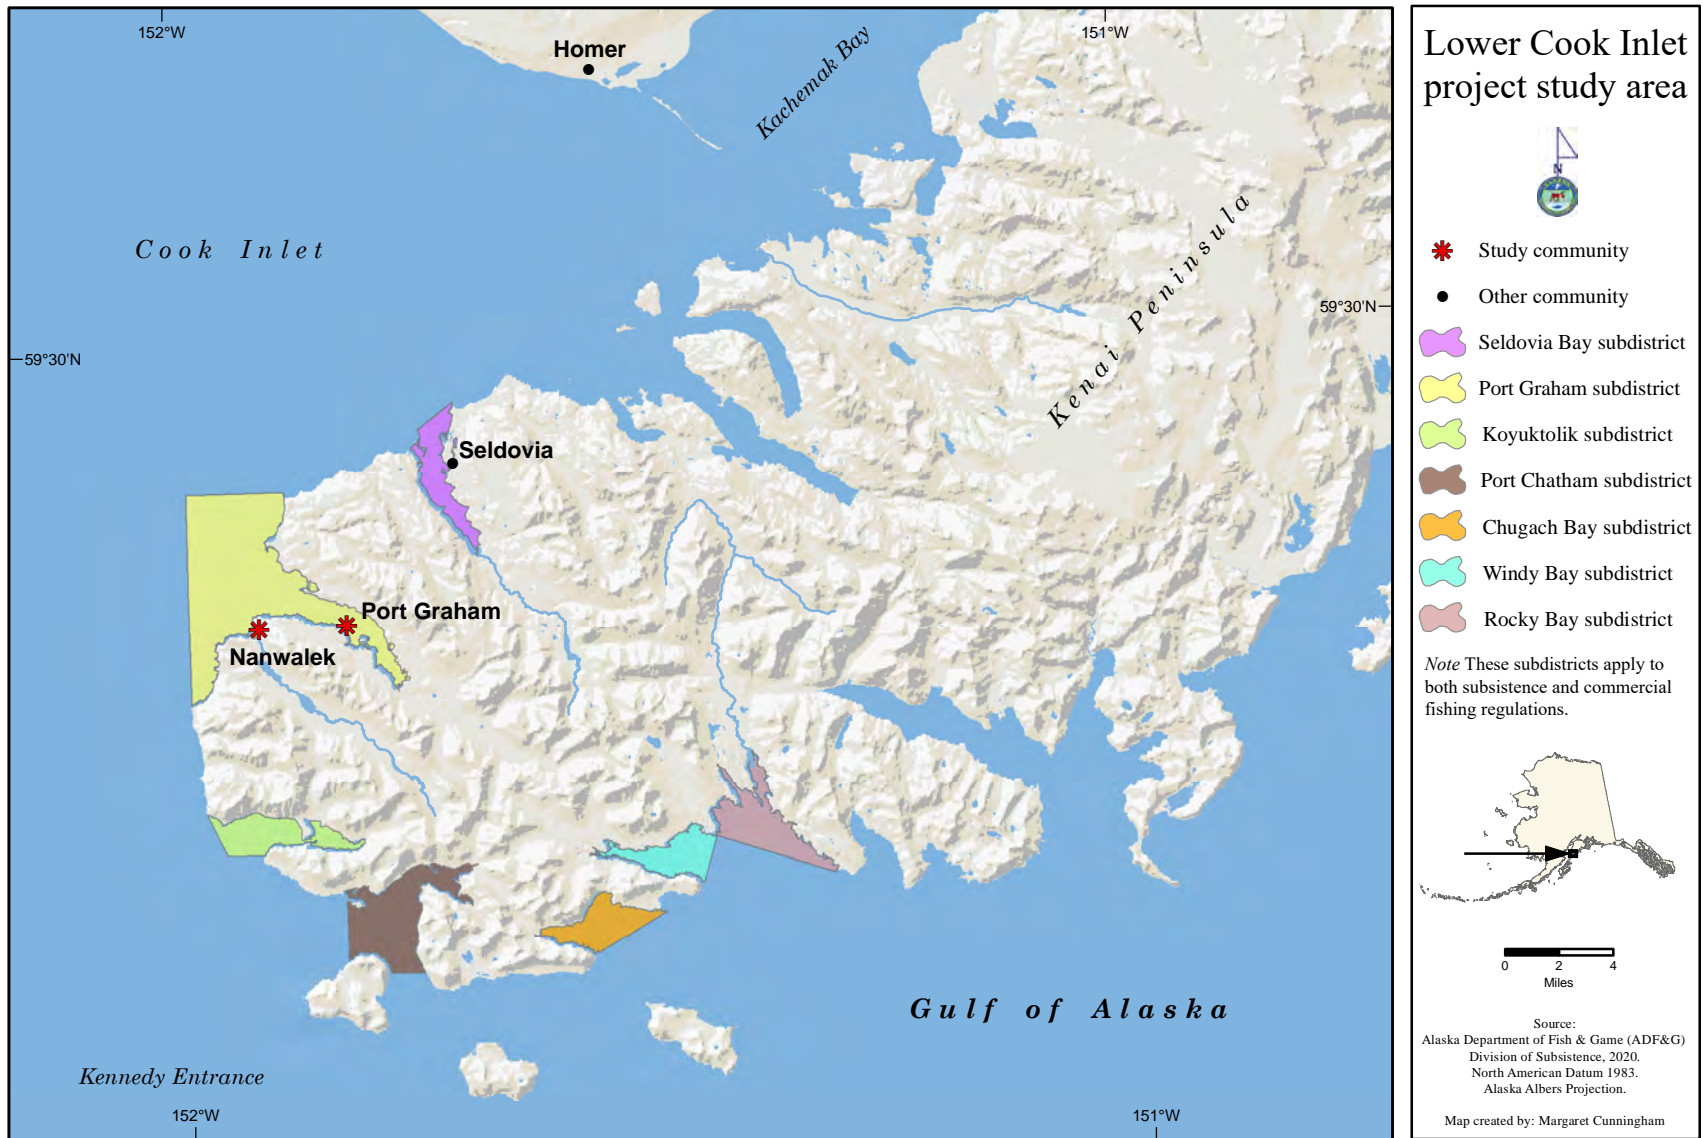 152°W
151°W
Homer
Kachemak Bay
Cook Inlet
Kenai Peninsula
59°30'N
59°30'N
Seldovia
Port Graham
Nanwalek
Gulf of Alaska
Kennedy Entrance
152°W
151°W
Lower Cook Inlet
project study area
N
Study community
Other community
Seldovia Bay subdistrict
Port Graham subdistrict
Koyuktolik subdistrict
Port Chatham subdistrict
Chugach Bay subdistrict
Windy Bay subdistrict
Rocky Bay subdistrict
Note These subdistricts apply to
both subsistence and commercial
fishing regulations.
0 2 4
Miles
Source:
Alaska Department of Fish & Game (ADF&G)
Division of Subsistence, 2020.
North American Datum 1983.
Alaska Albers Projection.
Map created by: Margaret Cunningham